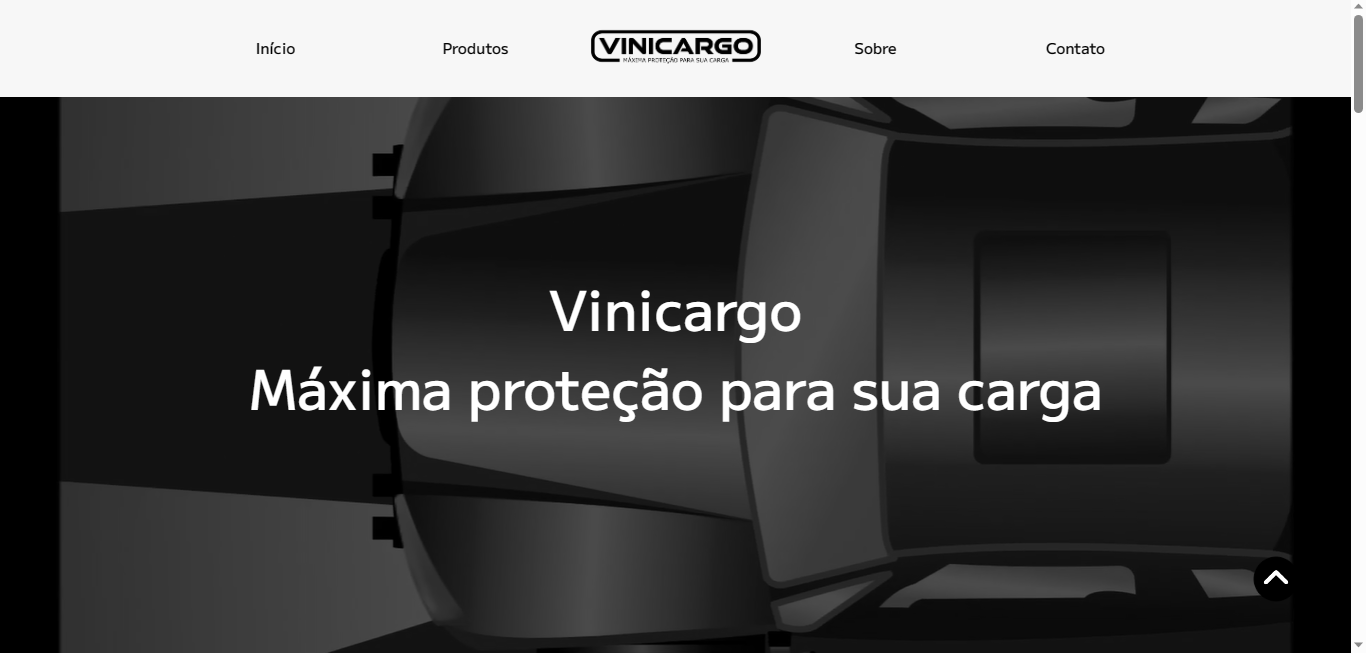 Início
Produtos
VINICARGO
MÁXIMA PROTEÇÃO PARA SUA CARGA
Sobre
Contato
Vinicargo
Máxima proteção para sua carga